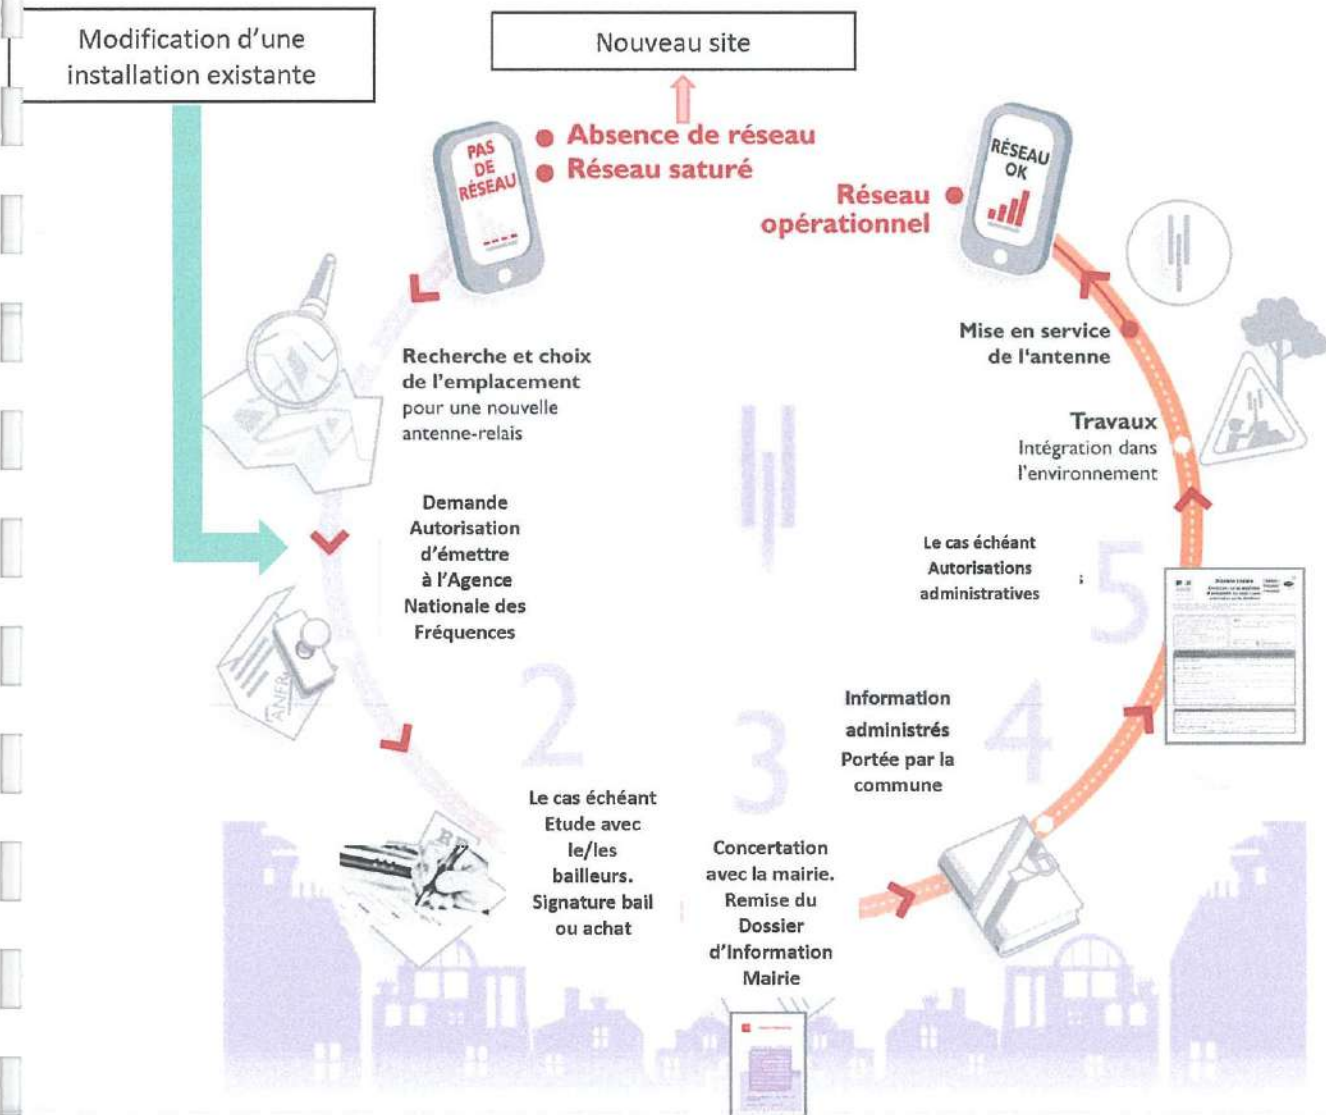 Modification d'une
installation existante
Nouveau site
PAS
DE
RÉSEAU
Absence de réseau
Réseau saturé
Réseau
opérationnel
RÉSEAU
OK
Recherche et choix
de l'emplacement
pour une nouvelle
antenne-relais
Demande
Autorisation
d'émettre
à l'Agence
Nationale des
Fréquences
ANFR
2
Le cas échéant
Etude avec
le/les
bailleurs.
Signature bail
ou achat
3
Concertation
avec la mairie.
Remise du
Dossier
d'Information
Mairie
4
Information
administrés
Portée par la
commune
5
Le cas échéant
Autorisations
administratives
Travaux
Intégration dans
l'environnement
Mise en service
de l'antenne